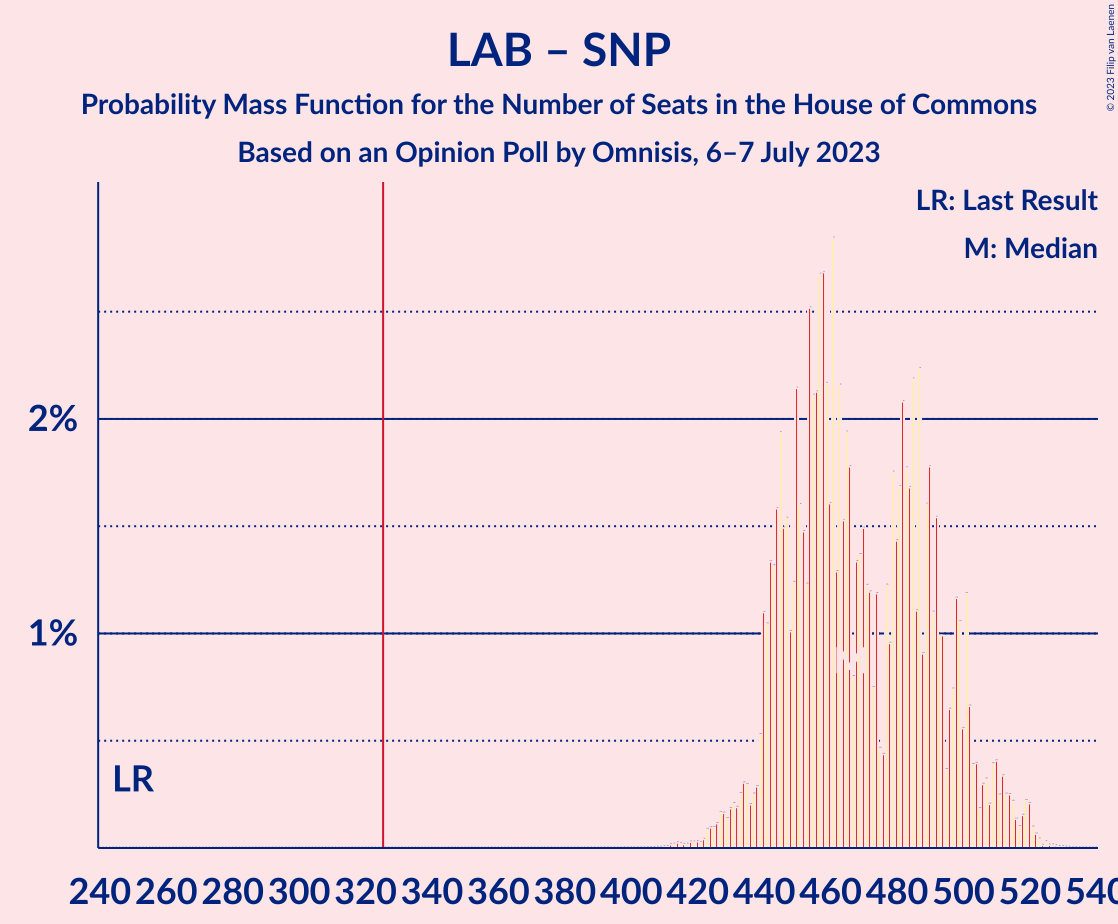 LAB – SNP
Probability Mass Function for the Number of Seats in the House of Commons
Based on an Opinion Poll by Omnisis, 6–7 July 2023
© 2023 Filip van Laenen
LR: Last Result
M: Median
2%
1%
LR
M
240 260 280 300 320 340 360 380 400 420 440 460 480 500 520 540